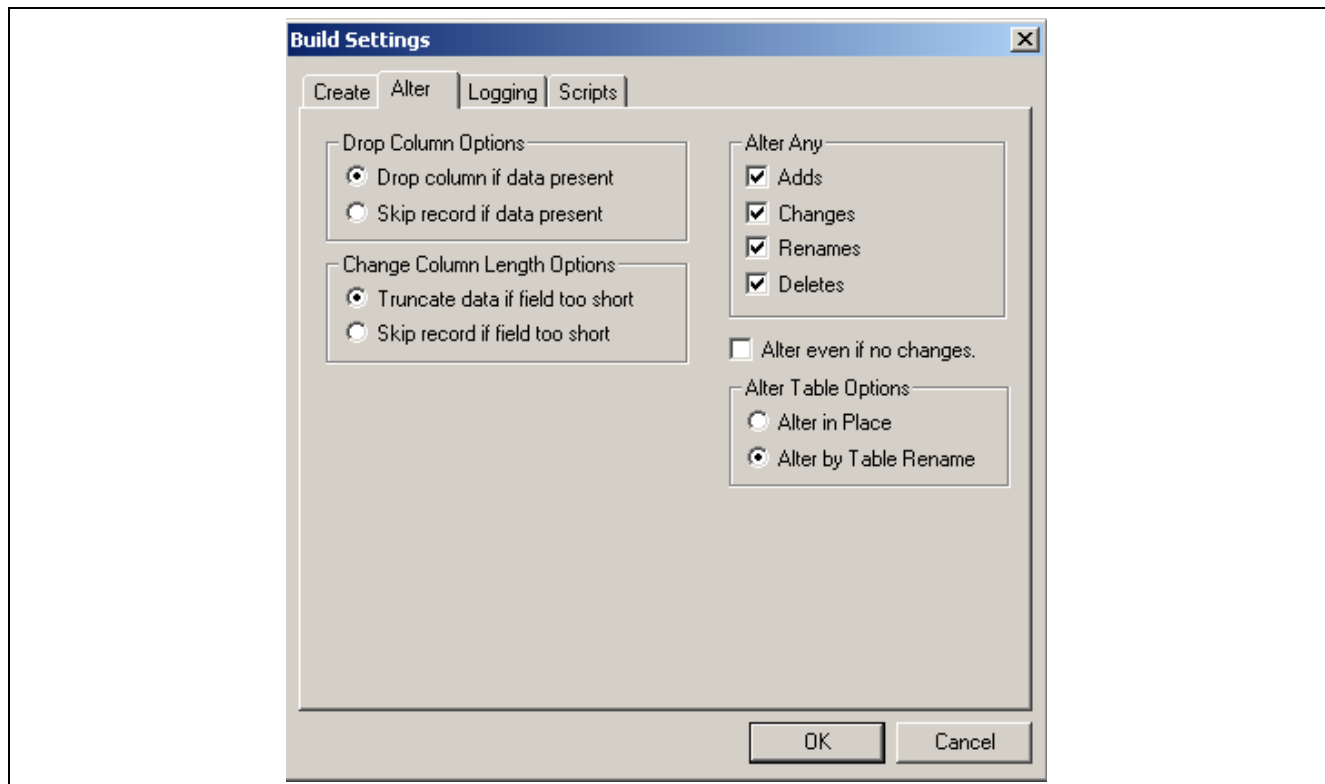 Build Settings
Create Alter Logging Scripts
Drop Column Options
Drop column if data present
Skip record if data present
Change Column Length Options
Truncate data if field too short
Skip record if field too short
Alter Any
Adds
Changes
Renames
Deletes
Alter even if no changes.
Alter Table Options
Alter in Place
Alter by Table Rename
OK Cancel